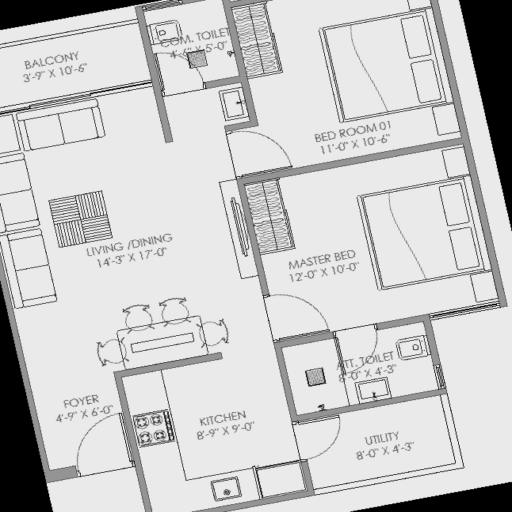 BALCONY
3'-9" X 10'-6"
COM. TOILET
4'-6" X 5'-0"
BED ROOM 01
11'-0" X 10'-6"
LIVING /DINING
14'-3" X 17'-0"
MASTER BED
12'-0" X 10'-0"
ATT. TOILET
8'-0" X 4'-3"
FOYER
4'-9" X 6'-0"
KITCHEN
8'-9" X 9'-0"
UTILITY
8'-0" X 4'-3"